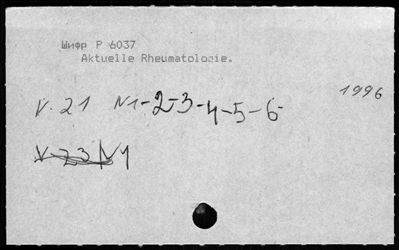 Шифр Р 6037
Aktuelle Rheumatologie.
V. 21 N1-2-3-4-5-6- 1996
V-23 N1